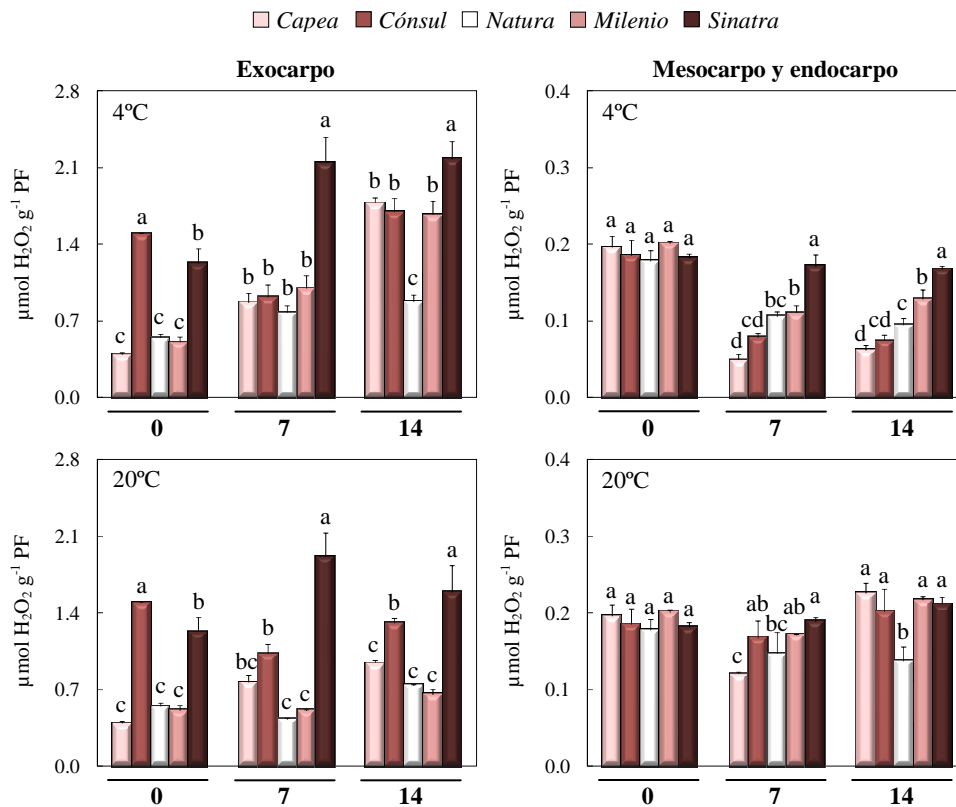 Capea Cónsul Natura Milenio Sinatra
Exocarpo
Mesocarpo y endocarpo
4ºC
µmol H₂O₂ g⁻¹ PF
2.8
2.1
1.4
0.7
0.0
c a c c b
b b b b a
b b c b a
0 7 14
4ºC
µmol H₂O₂ g⁻¹ PF
0.4
0.3
0.2
0.1
0.0
a a a a a
d cd bc b a
d cd c b a
0 7 14
20ºC
µmol H₂O₂ g⁻¹ PF
2.8
2.1
1.4
0.7
0.0
c a c c b
bc b c c a
c b c c a
0 7 14
20ºC
µmol H₂O₂ g⁻¹ PF
0.4
0.3
0.2
0.1
0.0
a a a a a
c ab bc ab a
a a b a a
0 7 14